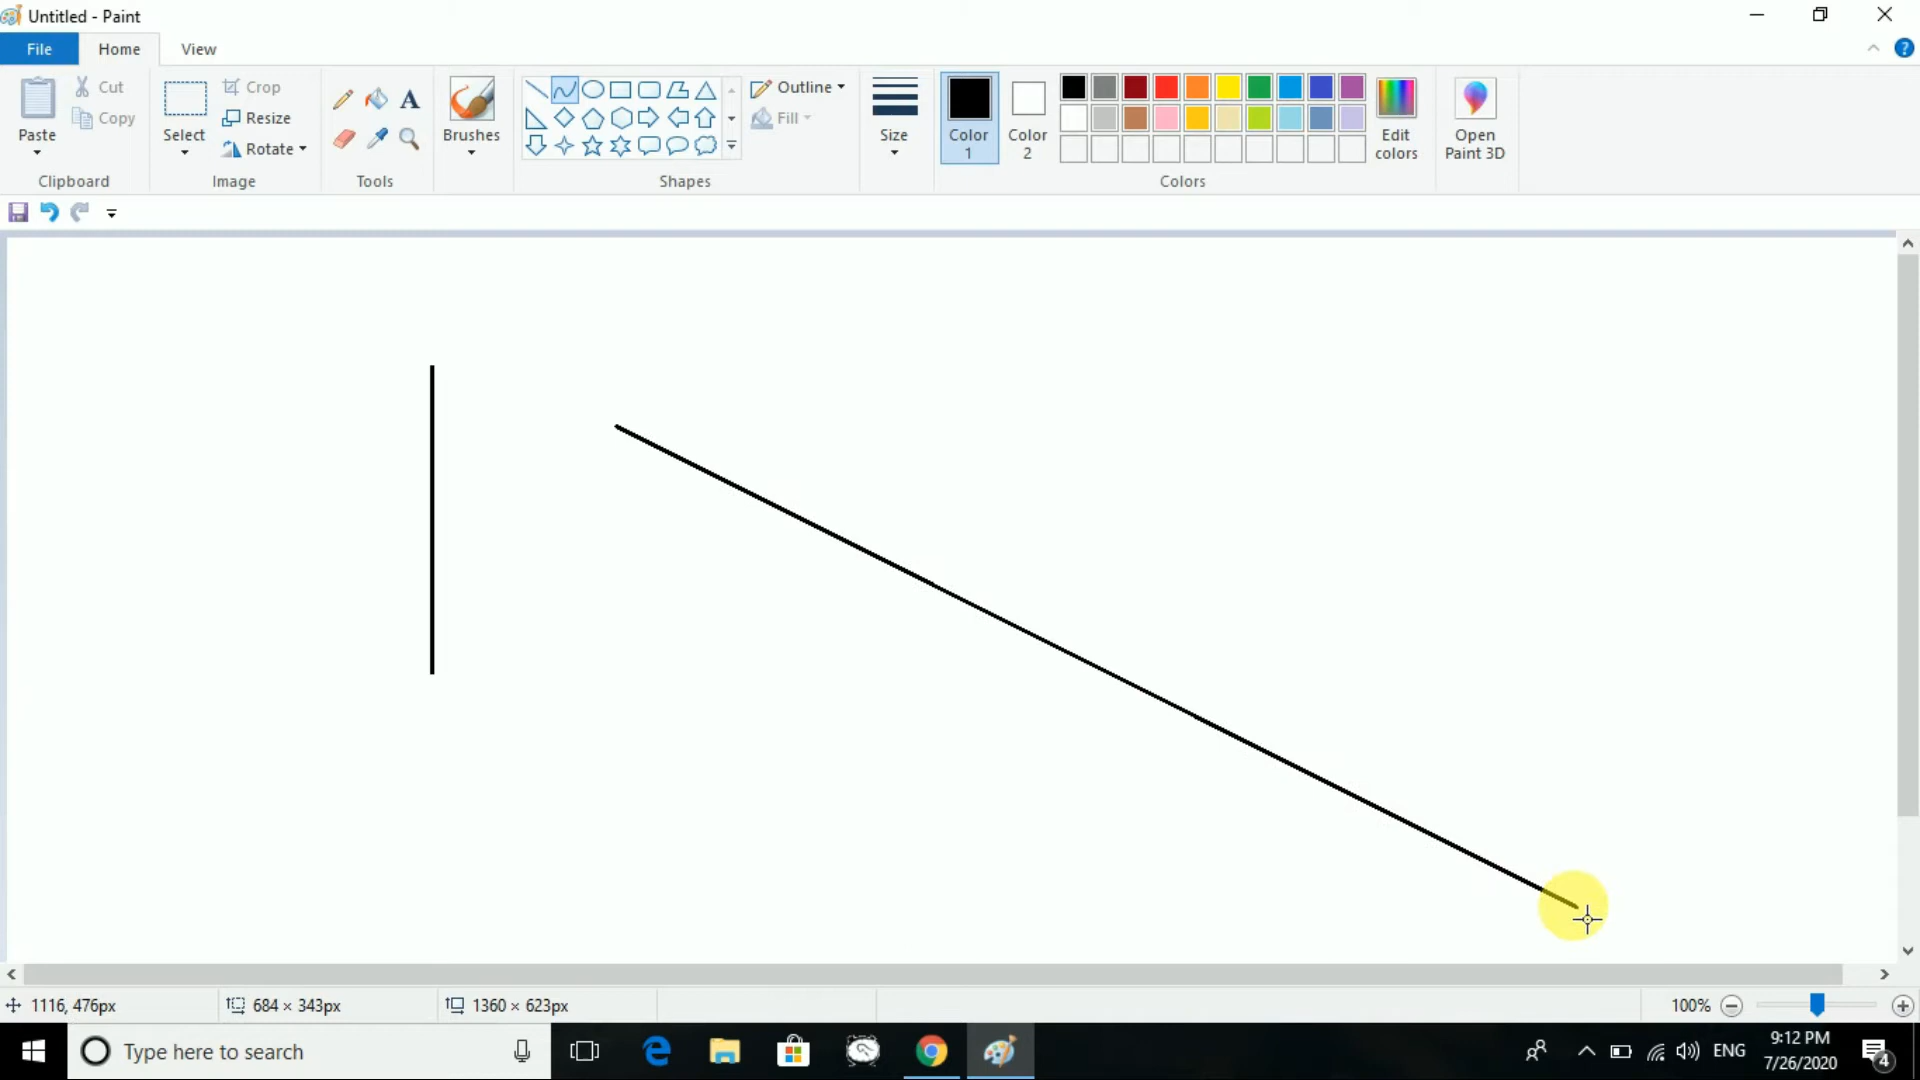 Untitled - Paint
File Home View
Paste
Cut
Copy
Clipboard
Select
Crop
Resize
Rotate
Image
A
Tools
Brushes
Shapes
Outline
Fill
Size
Color 1
Color 2
Colors
Edit colors
Open Paint 3D
?
1116, 476px
684 × 343px
1360 × 623px
100%
Type here to search
ENG
9:12 PM
7/26/2020
4